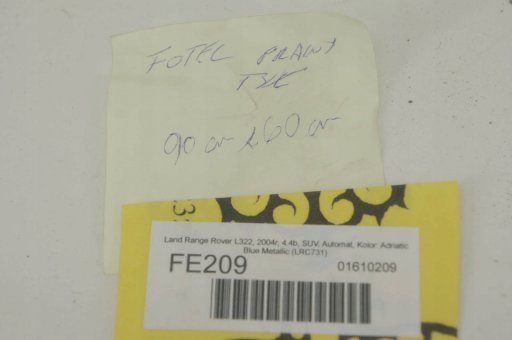 FOTEL PRAWY
TYŁ
90 cm x 60 cm
Land Range Rover L322, 2004r, 4.4b, SUV, Automat, Kolor: Adriatic
Blue Metallic (LRC731)
FE209
01610209